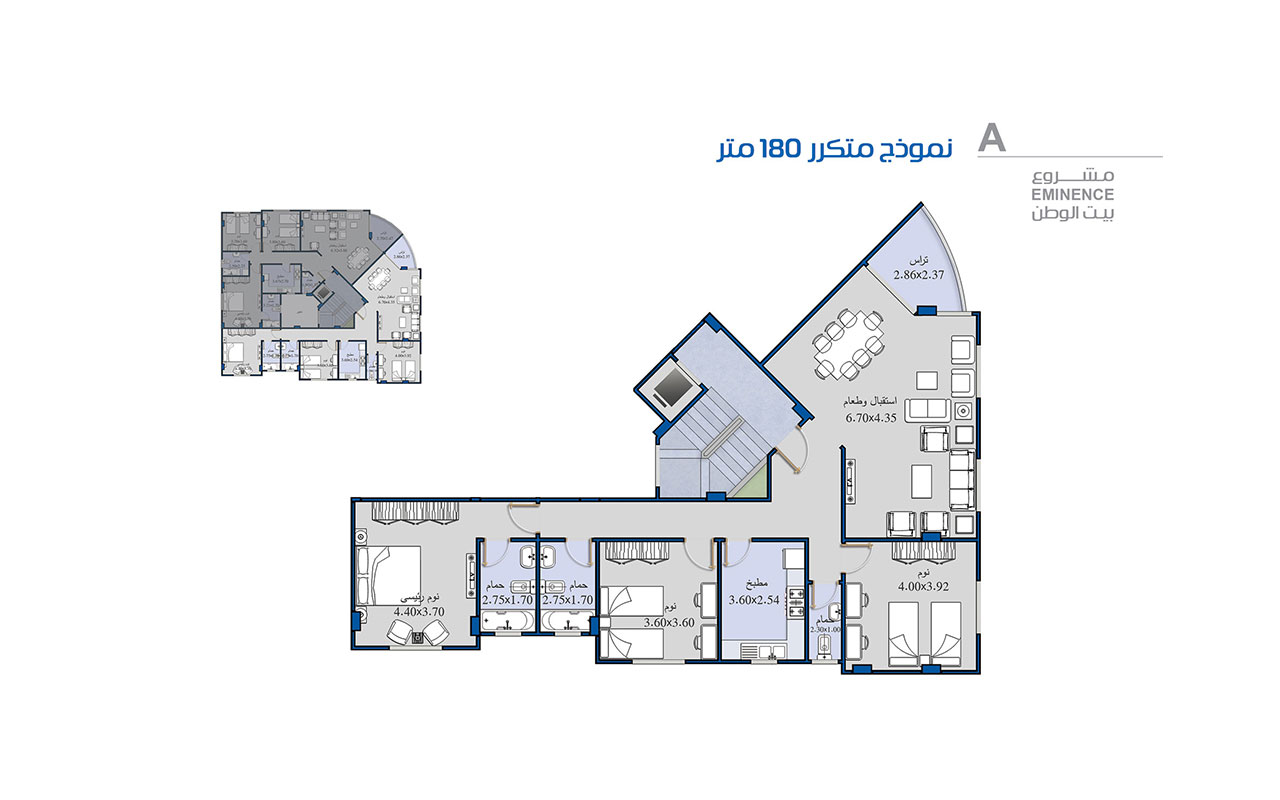 A
نموذج متكرر 180 متر
مشـــروع
EMINENCE
بيت الوطن
تراس
2.86x2.37
استقبال وطعام
6.70x4.35
نوم
4.00x3.92
مطبخ
3.60x2.54
حمام
2.30x1.00
نوم
3.60x3.60
حمام
2.75x1.70
حمام
2.75x1.70
نوم رئيسى
4.40x3.70